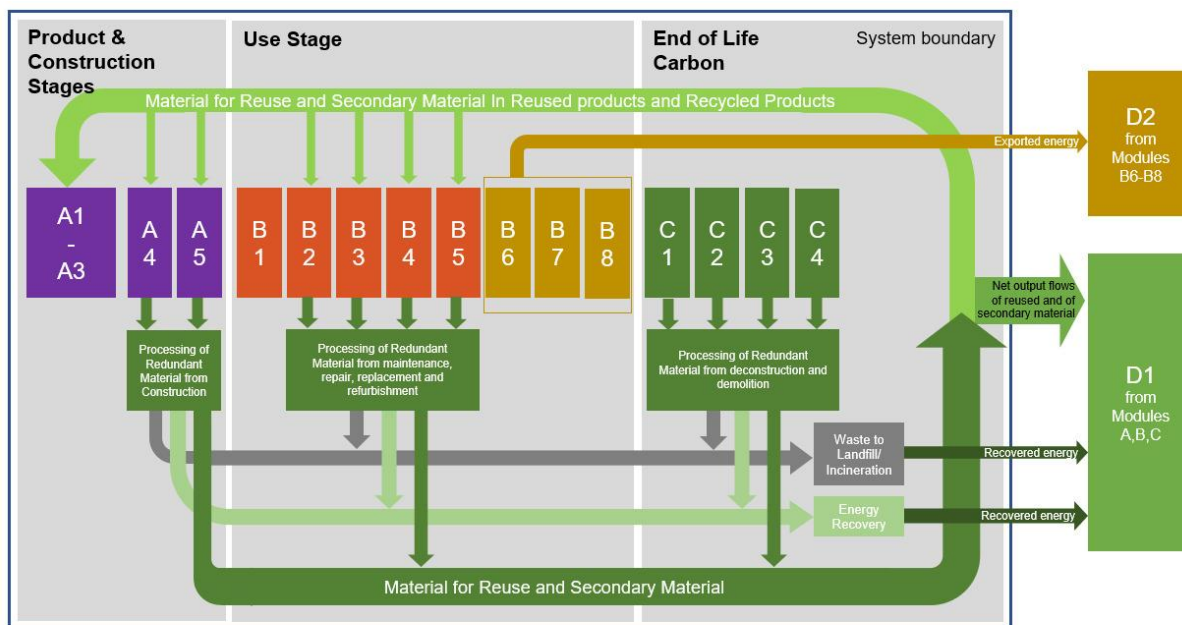 Product &
Construction
Stages
Use Stage
End of Life
Carbon
System boundary
Material for Reuse and Secondary Material In Reused products and Recycled Products
Exported energy
D2
from
Modules
B6-B8
A1
-
A3
A
4
A
5
B
1
B
2
B
3
B
4
B
5
B
6
B
7
B
8
C
1
C
2
C
3
C
4
Net output flows
of reused and of
secondary material
Processing of
Redundant
Material from
Construction
Processing of Redundant
Material from maintenance,
repair, replacement and
refurbishment
Processing of Redundant
Material from deconstruction and
demolition
D1
from
Modules
A,B,C
Waste to
Landfill/
Incineration
Recovered energy
Energy
Recovery
Recovered energy
Material for Reuse and Secondary Material